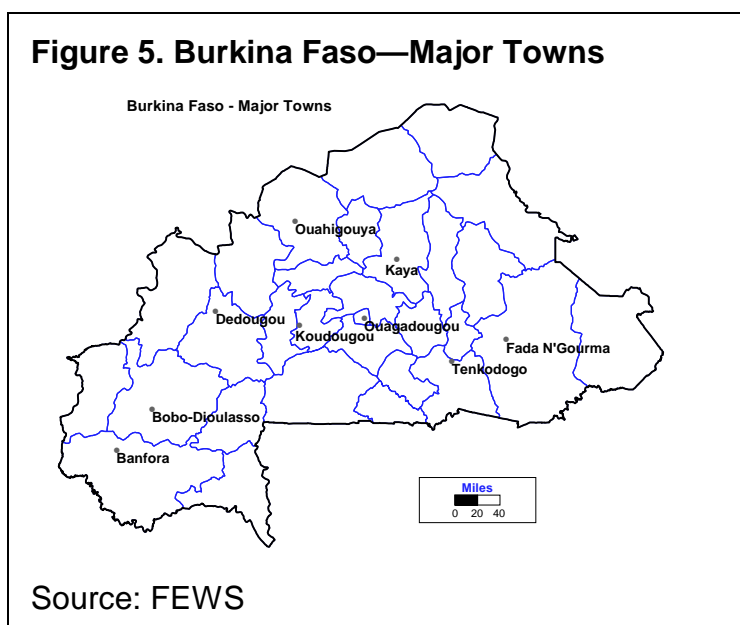 Figure 5. Burkina Faso—Major Towns
Burkina Faso - Major Towns
Ouahigouya
Kaya
Dedougou
Ouagadougou
Koudougou
Fada N'Gourma
Tenkodogo
Bobo-Dioulasso
Banfora
Miles
0 20 40
Source: FEWS